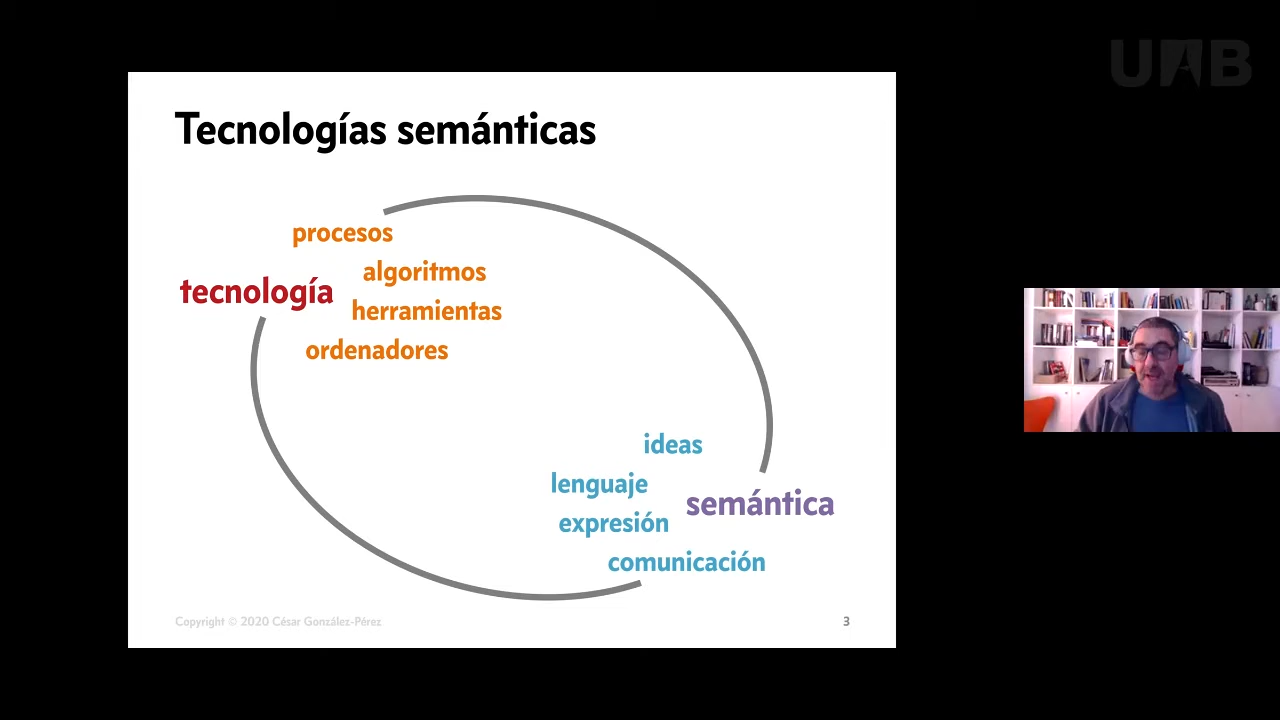 UAB
Tecnologías semánticas
procesos
algoritmos
tecnología
herramientas
ordenadores
ideas
lenguaje
semántica
expresión
comunicación
Copyright © 2020 César González-Pérez
3